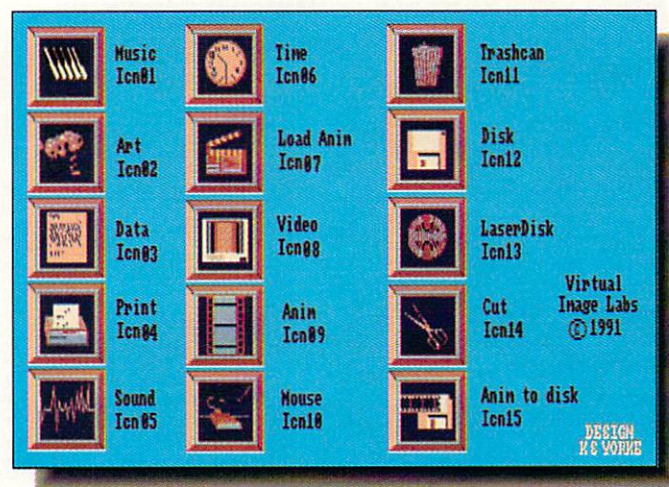 Music
Icn01
Time
Icn06
Trashcan
Icn11
Art
Icn02
Load Anim
Icn07
Disk
Icn12
Data
Icn03
Video
Icn08
LaserDisk
Icn13
Print
Icn04
Anim
Icn09
Cut
Icn14
Virtual
Image Labs
© 1991
Sound
Icn05
Mouse
Icn10
Anim to disk
Icn15
DESIGN
K S YORKE